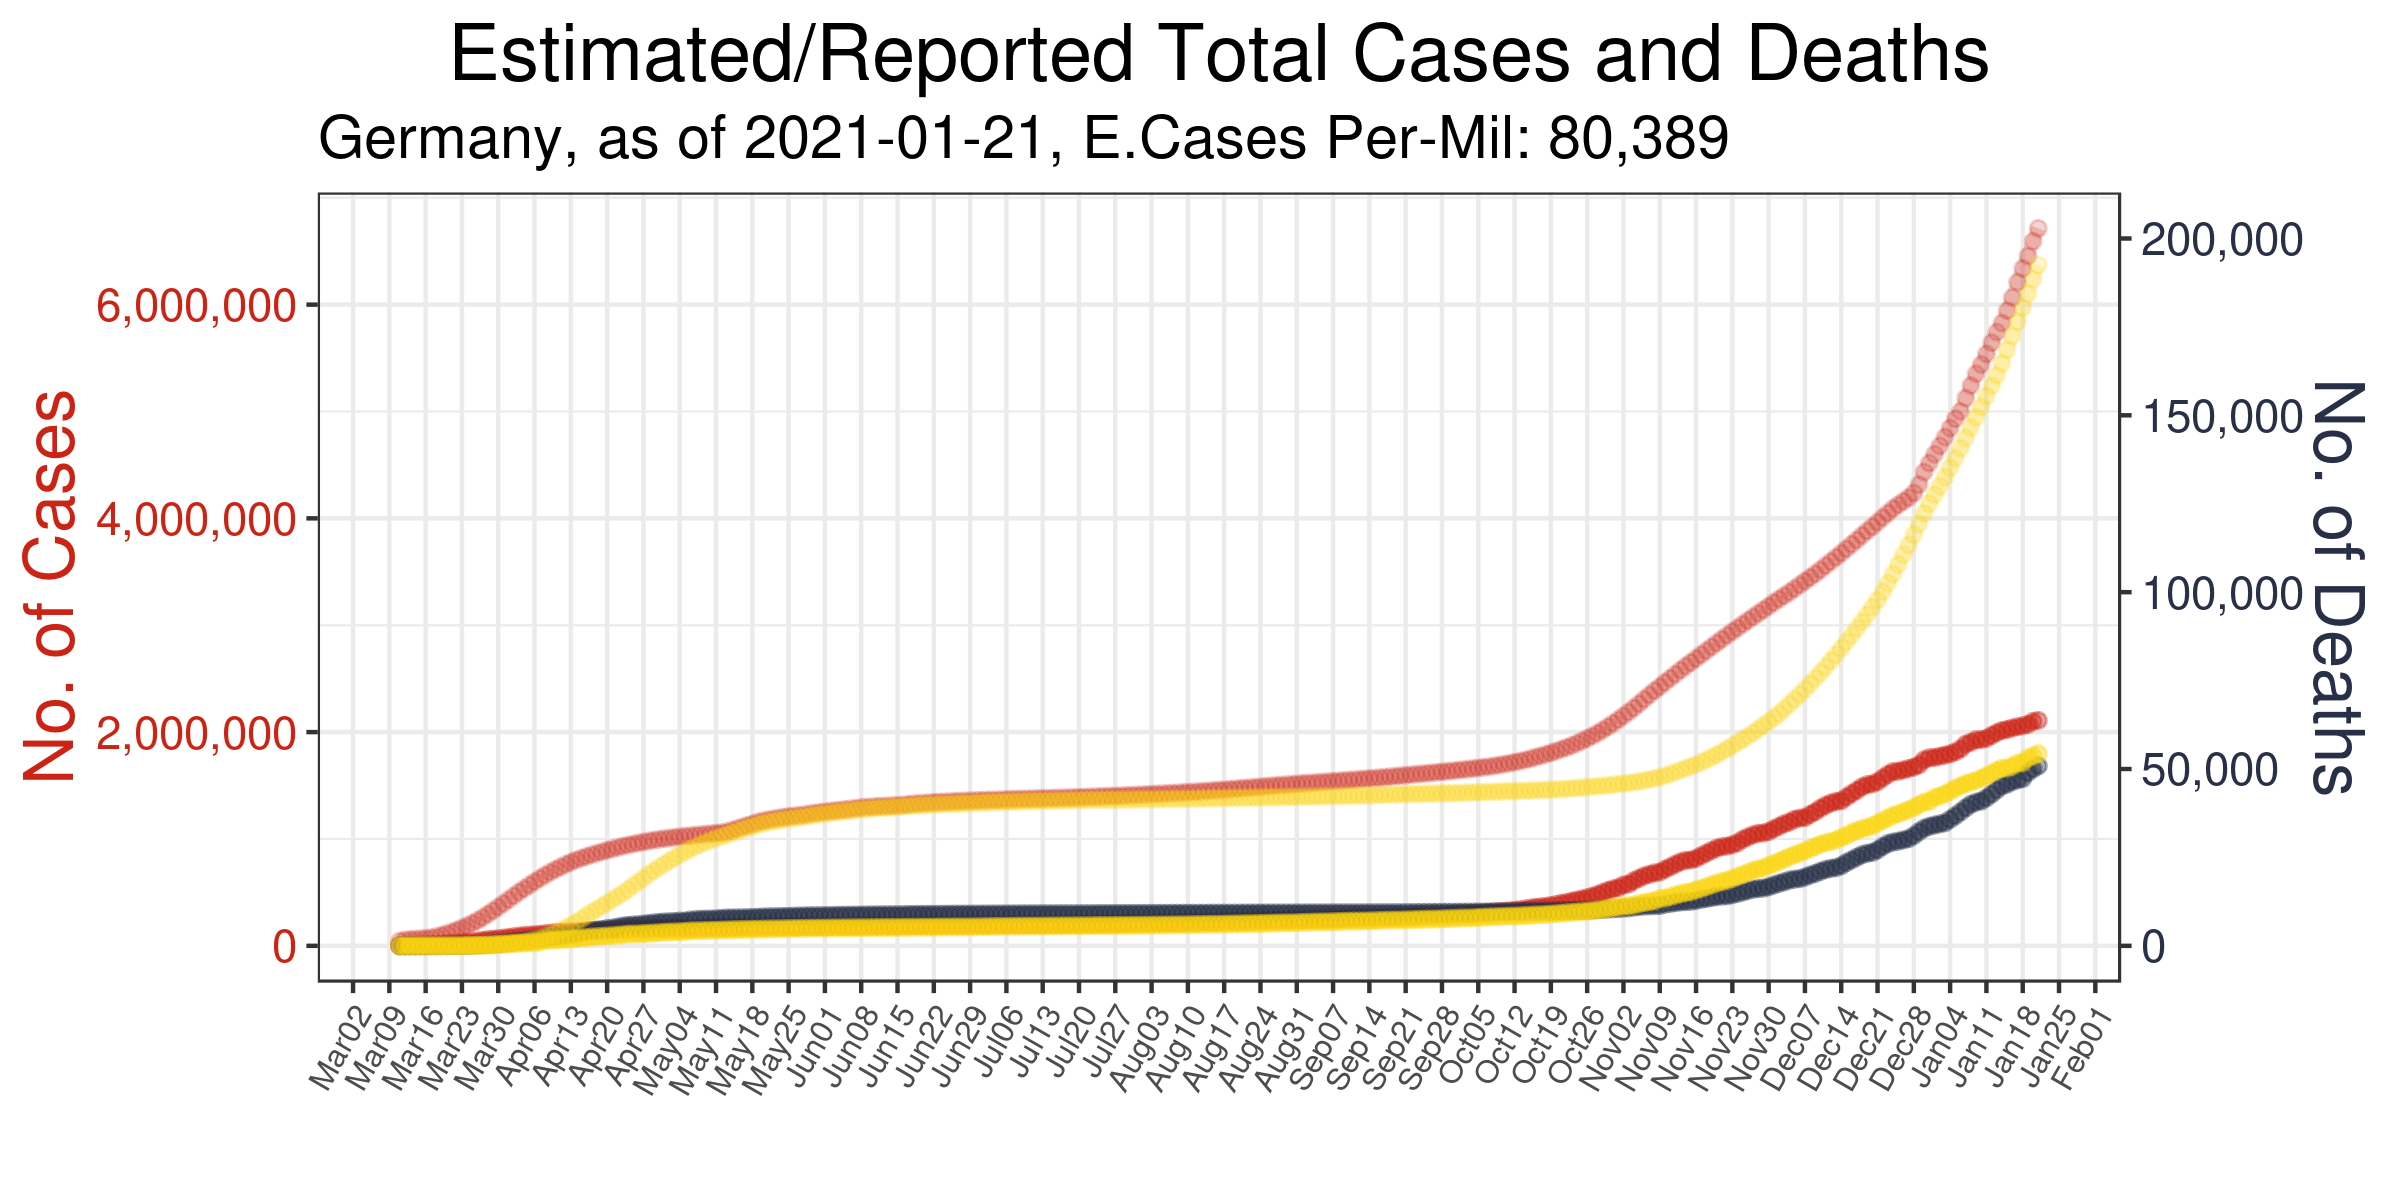 Estimated/Reported Total Cases and Deaths
Germany, as of 2021-01-21, E.Cases Per-Mil: 80,389
No. of Cases
6,000,000
4,000,000
2,000,000
0
200,000
150,000
100,000
50,000
0
No. of Deaths
Mar02
Mar09
Mar16
Mar23
Mar30
Apr06
Apr13
Apr20
Apr27
May04
May11
May18
May25
Jun01
Jun08
Jun15
Jun22
Jun29
Jul06
Jul13
Jul20
Jul27
Aug03
Aug10
Aug17
Aug24
Aug31
Sep07
Sep14
Sep21
Sep28
Oct05
Oct12
Oct19
Oct26
Nov02
Nov09
Nov16
Nov23
Nov30
Dec07
Dec14
Dec21
Dec28
Jan04
Jan11
Jan18
Jan25
Feb01